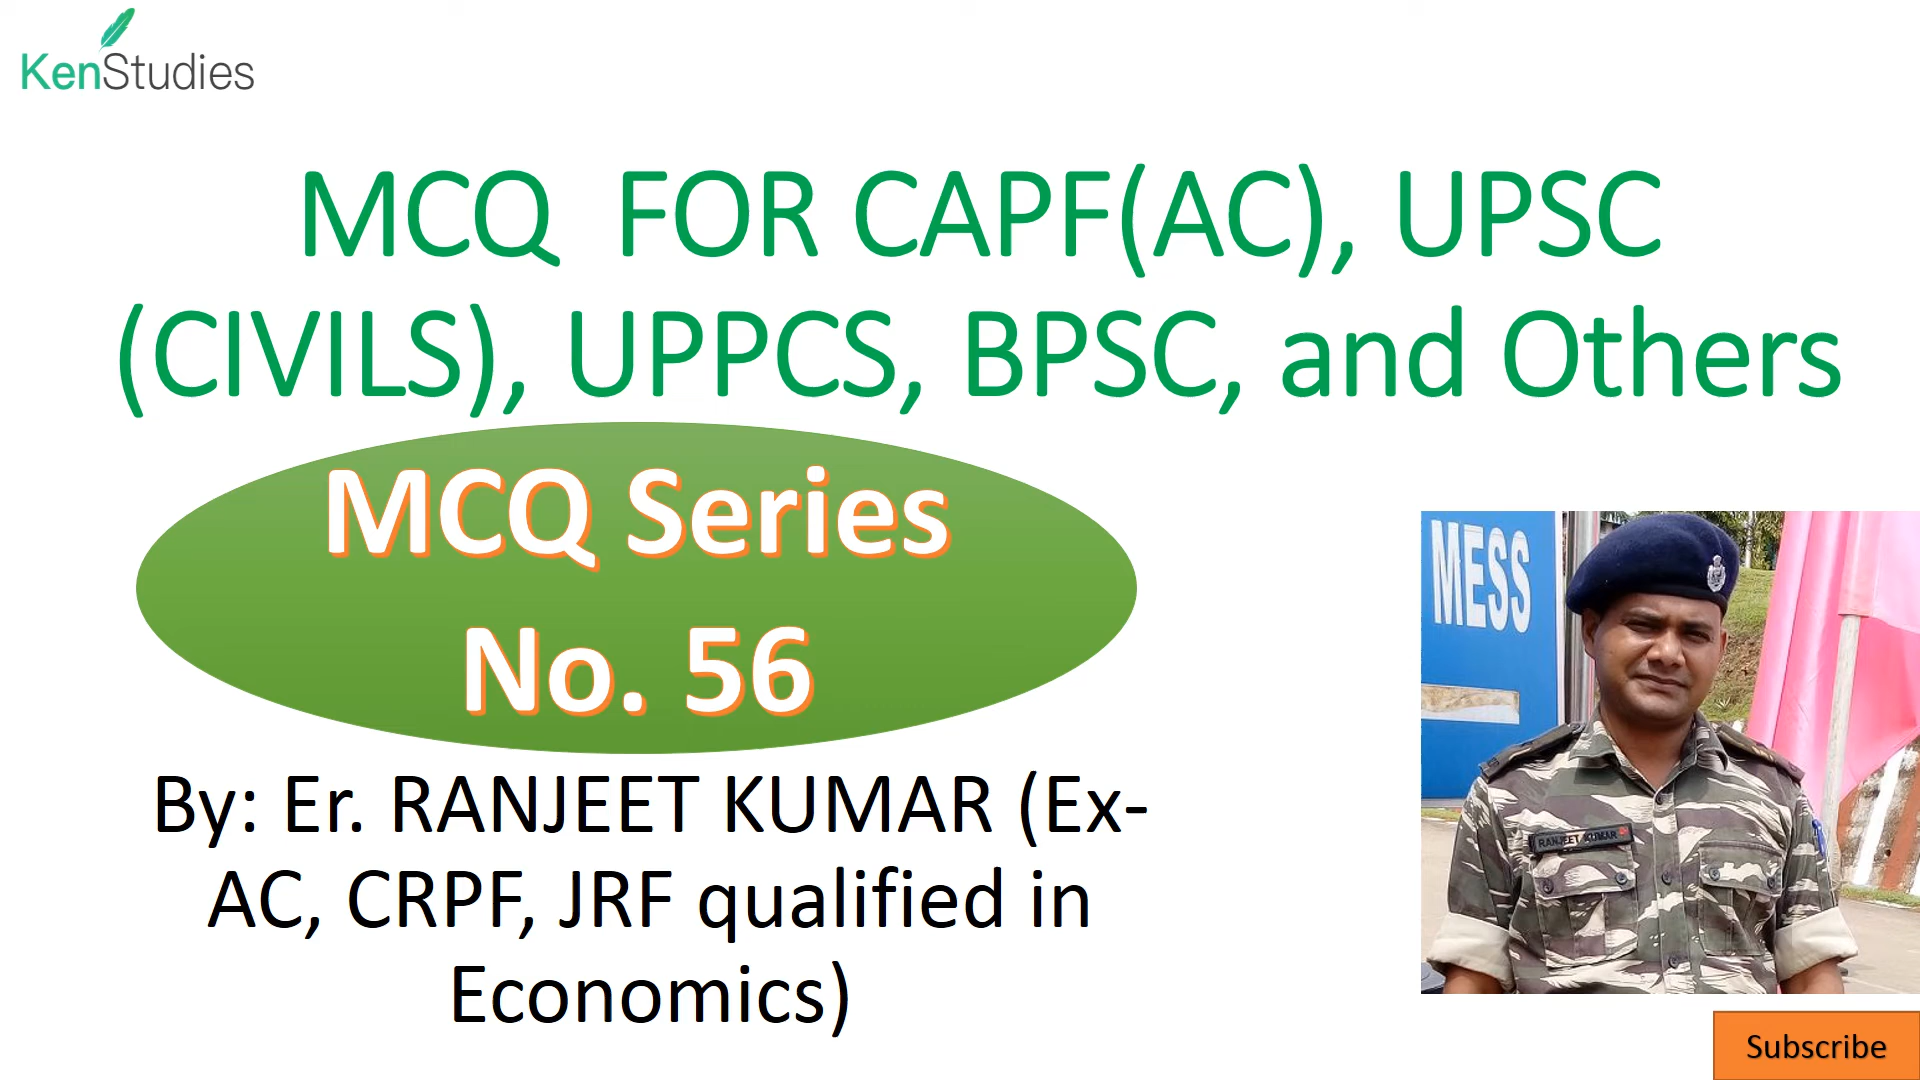 KenStudies
MCQ FOR CAPF(AC), UPSC
(CIVILS), UPPCS, BPSC, and Others
MCQ Series
No. 56
By: Er. RANJEET KUMAR (Ex-
AC, CRPF, JRF qualified in
Economics)
MESS
RANJEET KUMAR
Subscribe